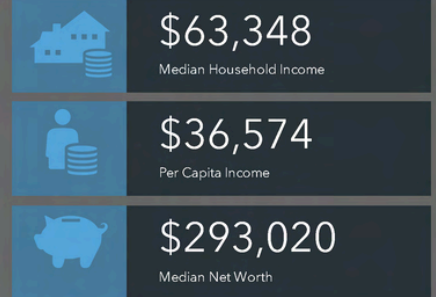 $63,348
Median Household Income
$36,574
Per Capita Income
$293,020
Median Net Worth